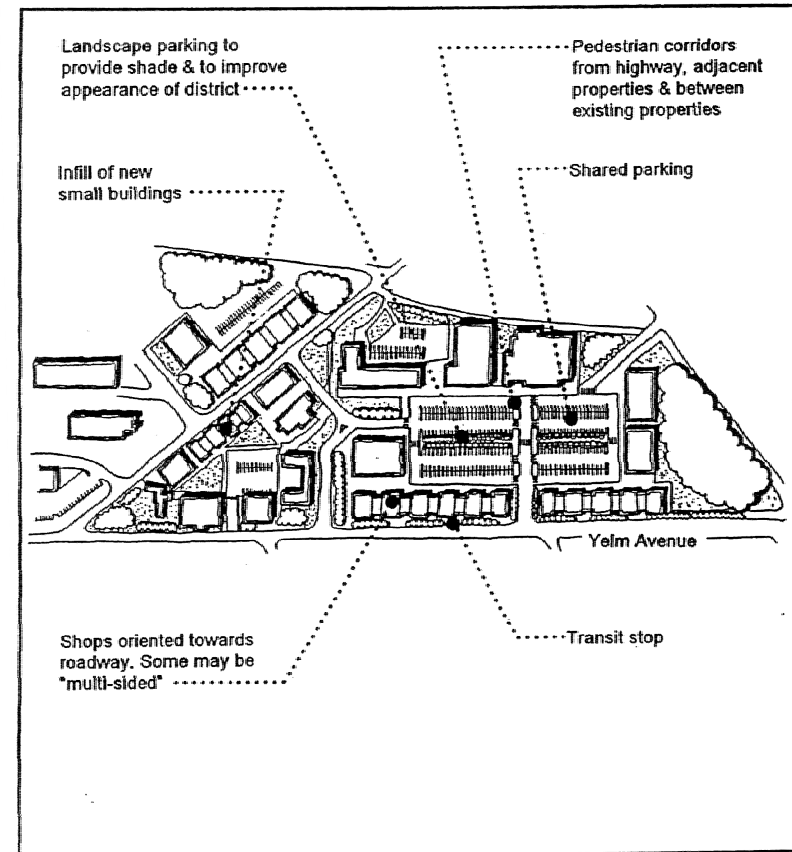 Landscape parking to
provide shade & to improve
appearance of district
Pedestrian corridors
from highway, adjacent
properties & between
existing properties
Infill of new
small buildings
Shared parking
Yelm Avenue
Shops oriented towards
roadway. Some may be
"multi-sided"
Transit stop